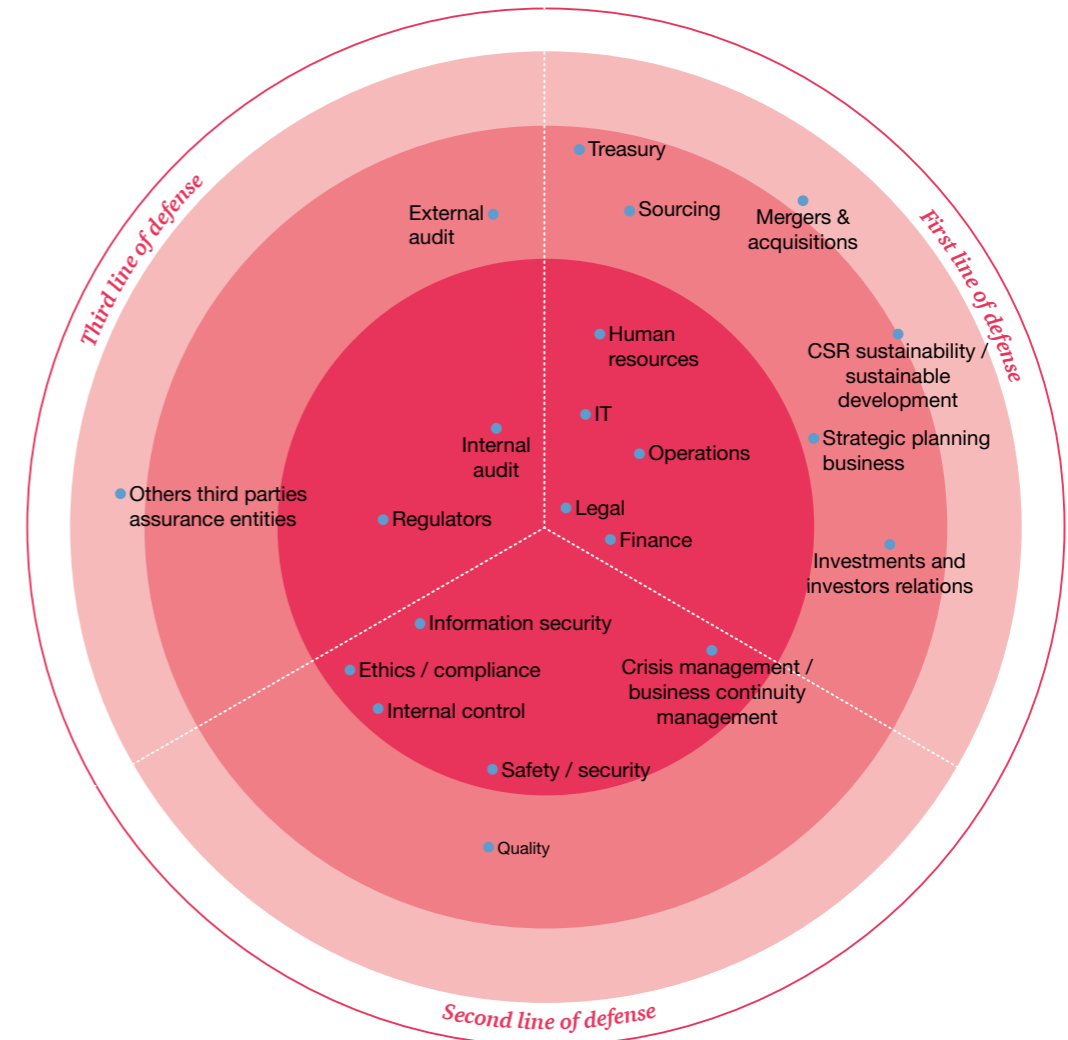 Treasury
External
audit
Sourcing
Mergers &
acquisitions
Third line of defense
First line of defense
Human
resources
CSR sustainability /
sustainable
development
IT
Internal
audit
Operations
Strategic planning
business
Others third parties
assurance entities
Regulators
Legal
Finance
Investments and
investors relations
Information security
Ethics / compliance
Crisis management /
business continuity
management
Internal control
Safety / security
Quality
Second line of defense